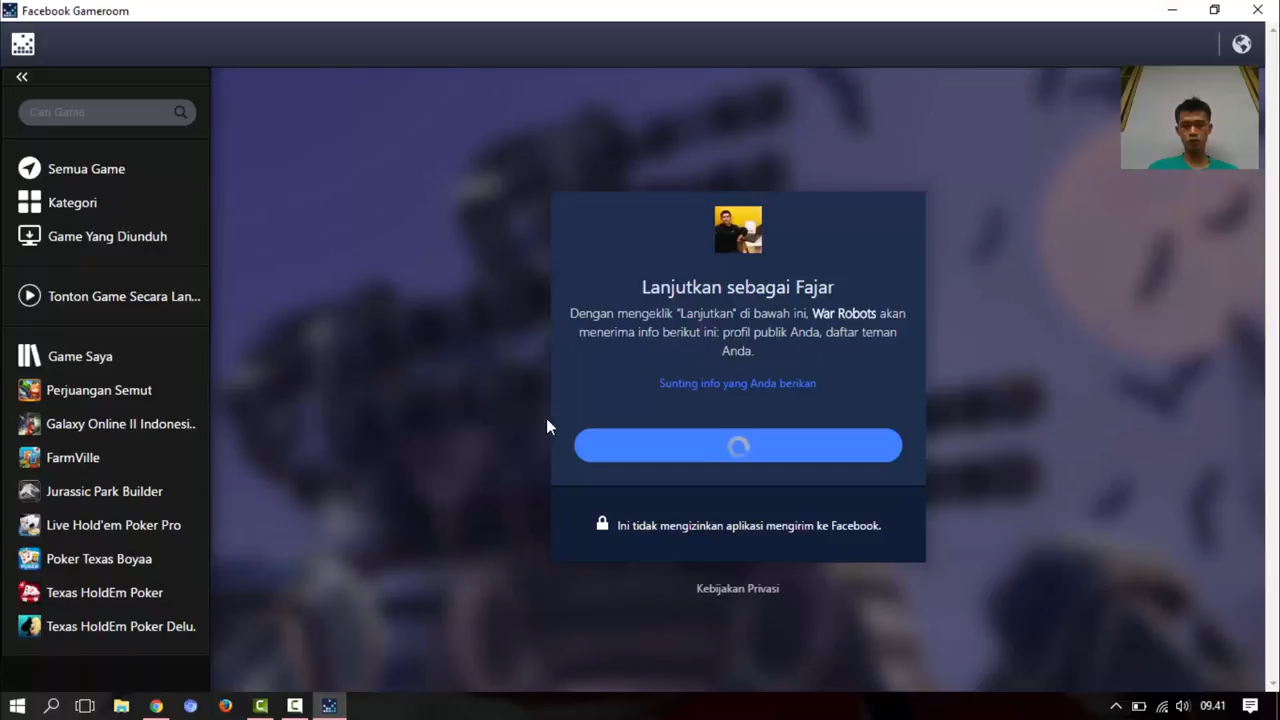 Facebook Gameroom
Cari Game
Semua Game
Kategori
Game Yang Diunduh
Tonton Game Secara Lan...
Game Saya
Perjuangan Semut
Galaxy Online II Indonesi..
FarmVille
Jurassic Park Builder
Live Hold'em Poker Pro
Poker Texas Boyaa
Texas HoldEm Poker
Texas HoldEm Poker Delu.
Lanjutkan sebagai Fajar
Dengan mengeklik "Lanjutkan" di bawah ini, War Robots akan
menerima info berikut ini: profil publik Anda, daftar teman
Anda.
Sunting info yang Anda berikan
Ini tidak mengizinkan aplikasi mengirim ke Facebook.
Kebijakan Privasi
09.41